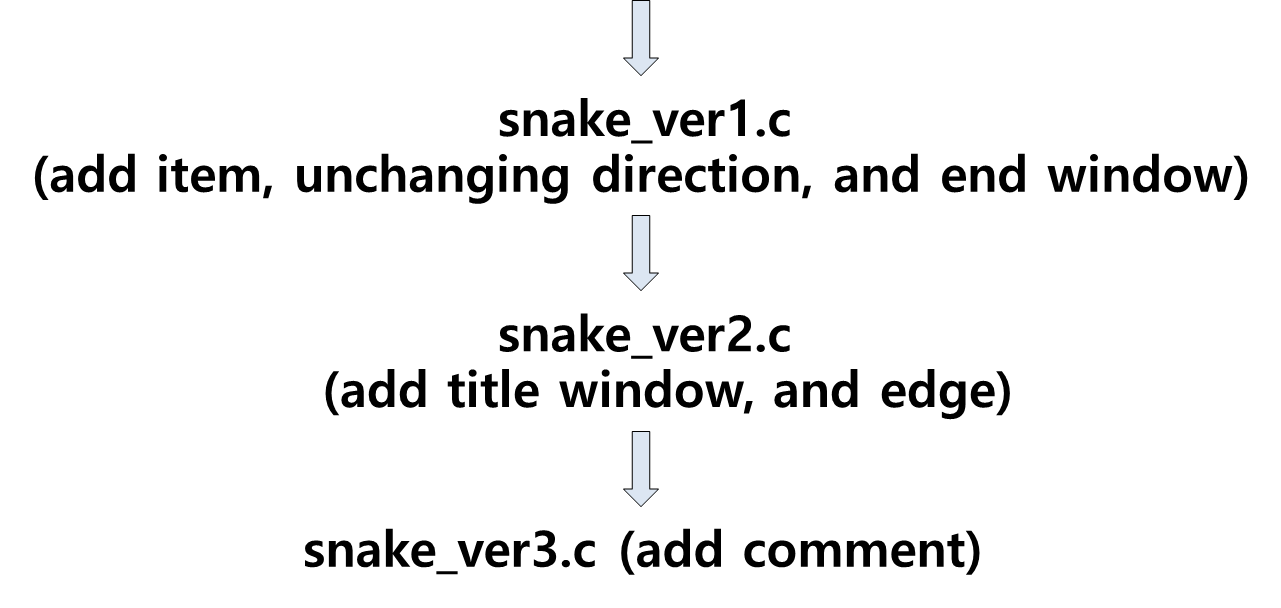 snake_ver1.c
(add item, unchanging direction, and end window)
snake_ver2.c
(add title window, and edge)
snake_ver3.c (add comment)